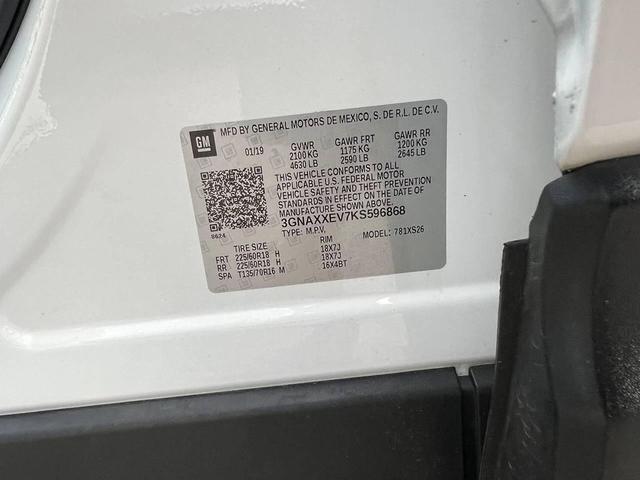 GM
MFD BY GENERAL MOTORS DE MEXICO, S. DE R.L. DE C.V.
01/19 GVWR GAWR FRT GAWR RR
2100 KG 1175 KG 1200 KG
4630 LB 2590 LB 2645 LB
THIS VEHICLE CONFORMS TO ALL
APPLICABLE U.S. FEDERAL MOTOR
VEHICLE SAFETY AND THEFT PREVENTION
STANDARDS IN EFFECT ON THE DATE OF
MANUFACTURE SHOWN ABOVE.
3GNAXXEV7KS596868
8624
TYPE: M.P.V. MODEL: 781XS26
TIRE SIZE RIM
FRT 225/60R18 H 18X7J
RR 225/60R18 H 18X7J
SPA T135/70R16 M 16X4BT